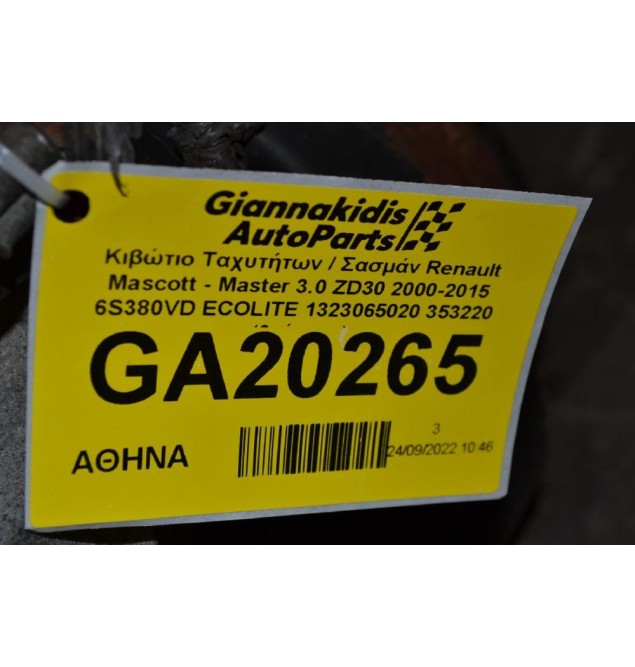 Giannakidis
AutoParts
Κιβώτιο Ταχυτήτων / Σασμάν Renault
Mascott - Master 3.0 ZD30 2000-2015
6S380VD ECOLITE 1323065020 353220
GA20265
3
ΑΘΗΝΑ
24/09/2022 10:46